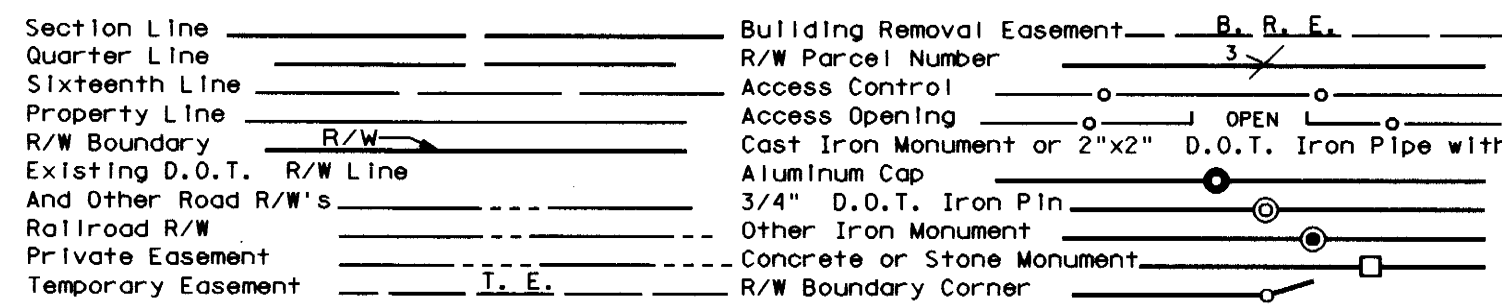 Section Line
Quarter Line
Sixteenth Line
Property Line
R/W Boundary R/W
Existing D.O.T. R/W Line
And Other Road R/W's
Railroad R/W
Private Easement
Temporary Easement T. E.
Building Removal Easement B. R. E.
R/W Parcel Number 3
Access Control
Access Opening OPEN
Cast Iron Monument or 2"x2" D.O.T. Iron Pipe with
Aluminum Cap
3/4" D.O.T. Iron Pin
Other Iron Monument
Concrete or Stone Monument
R/W Boundary Corner